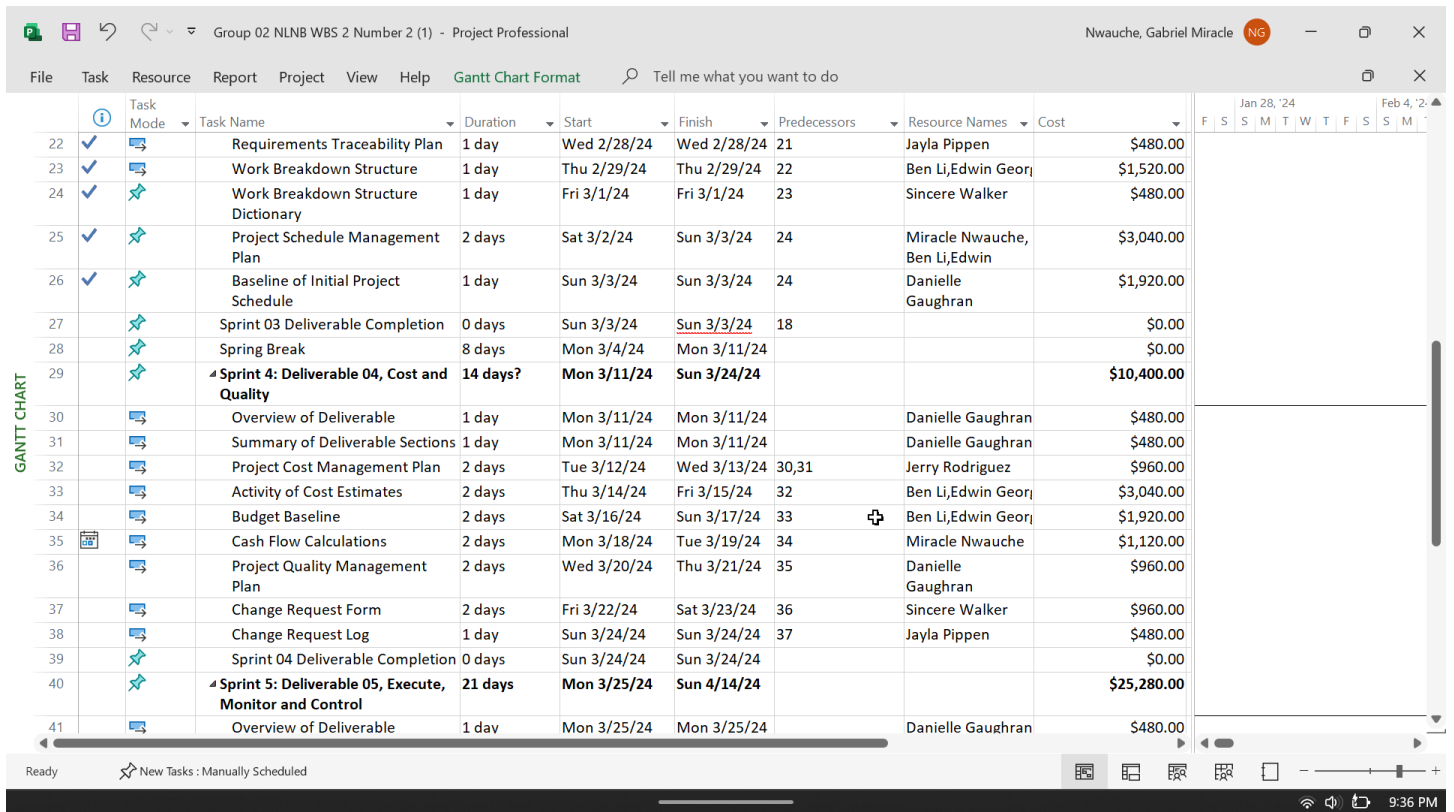 Group 02 NLNB WBS 2 Number 2 (1) - Project Professional
Nwauche, Gabriel Miracle NG
File Task Resource Report Project View Help Gantt Chart Format Tell me what you want to do
Task Mode Task Name Duration Start Finish Predecessors Resource Names Cost
Jan 28, '24 Feb 4, '2
F S S M T W T F S S M T
22 Requirements Traceability Plan 1 day Wed 2/28/24 Wed 2/28/24 21 Jayla Pippen $480.00
23 Work Breakdown Structure 1 day Thu 2/29/24 Thu 2/29/24 22 Ben Li,Edwin Geor $1,520.00
24 Work Breakdown Structure 1 day Fri 3/1/24 Fri 3/1/24 23 Sincere Walker $480.00
Dictionary
25 Project Schedule Management 2 days Sat 3/2/24 Sun 3/3/24 24 Miracle Nwauche, $3,040.00
Plan Ben Li,Edwin
26 Baseline of Initial Project 1 day Sun 3/3/24 Sun 3/3/24 24 Danielle $1,920.00
Schedule Gaughran
27 Sprint 03 Deliverable Completion 0 days Sun 3/3/24 Sun 3/3/24 18 $0.00
28 Spring Break 8 days Mon 3/4/24 Mon 3/11/24 $0.00
29 Sprint 4: Deliverable 04, Cost and 14 days? Mon 3/11/24 Sun 3/24/24 $10,400.00
Quality
30 Overview of Deliverable 1 day Mon 3/11/24 Mon 3/11/24 Danielle Gaughran $480.00
31 Summary of Deliverable Sections 1 day Mon 3/11/24 Mon 3/11/24 Danielle Gaughran $480.00
32 Project Cost Management Plan 2 days Tue 3/12/24 Wed 3/13/24 30,31 Jerry Rodriguez $960.00
33 Activity of Cost Estimates 2 days Thu 3/14/24 Fri 3/15/24 32 Ben Li,Edwin Geor $3,040.00
34 Budget Baseline 2 days Sat 3/16/24 Sun 3/17/24 33 Ben Li,Edwin Geor $1,920.00
35 Cash Flow Calculations 2 days Mon 3/18/24 Tue 3/19/24 34 Miracle Nwauche $1,120.00
36 Project Quality Management 2 days Wed 3/20/24 Thu 3/21/24 35 Danielle $960.00
Plan Gaughran
37 Change Request Form 2 days Fri 3/22/24 Sat 3/23/24 36 Sincere Walker $960.00
38 Change Request Log 1 day Sun 3/24/24 Sun 3/24/24 37 Jayla Pippen $480.00
39 Sprint 04 Deliverable Completion 0 days Sun 3/24/24 Sun 3/24/24 $0.00
40 Sprint 5: Deliverable 05, Execute, 21 days Mon 3/25/24 Sun 4/14/24 $25,280.00
Monitor and Control
41 Overview of Deliverable 1 day Mon 3/25/24 Mon 3/25/24 Danielle Gaughran $480.00
GANTT CHART
Ready New Tasks : Manually Scheduled
9:36 PM